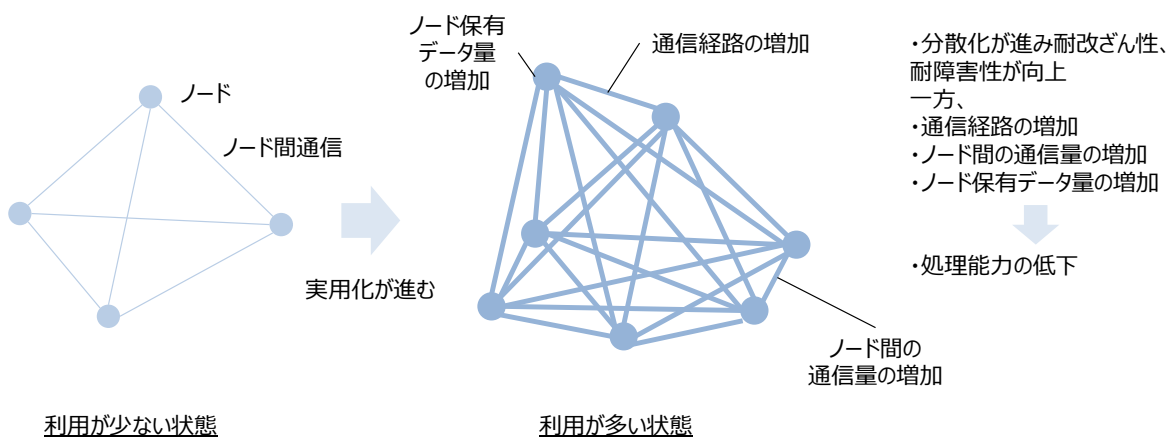 ノード
ノード間通信
利用が少ない状態
実用化が進む
ノード保有
データ量
の増加
通信経路の増加
ノード間の
通信量の増加
利用が多い状態
・分散化が進み耐改ざん性、
耐障害性が向上
一方、
・通信経路の増加
・ノード間の通信量の増加
・ノード保有データ量の増加
・処理能力の低下